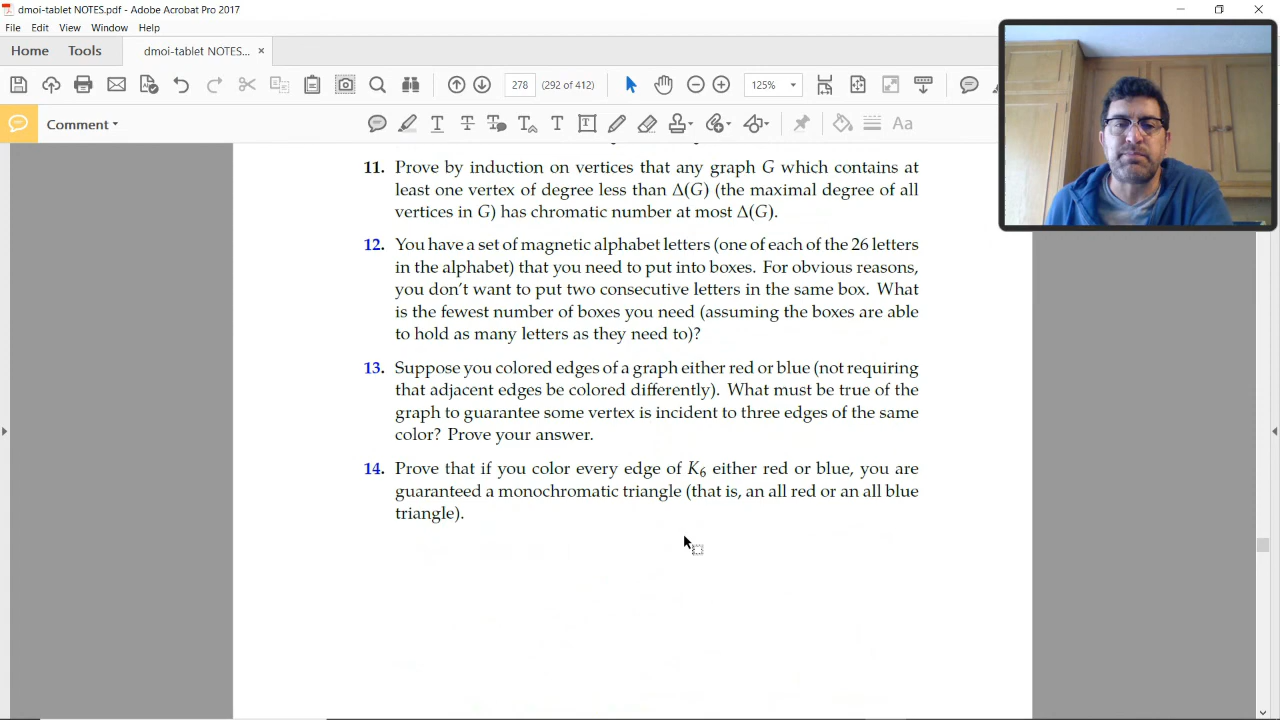 dmoi-tablet NOTES.pdf - Adobe Acrobat Pro 2017
File Edit View Window Help
Home Tools dmoi-tablet NOTES... ×
278 (292 of 412) 125%
Comment
11. Prove by induction on vertices that any graph G which contains at
least one vertex of degree less than Δ(G) (the maximal degree of all
vertices in G) has chromatic number at most Δ(G).
12. You have a set of magnetic alphabet letters (one of each of the 26 letters
in the alphabet) that you need to put into boxes. For obvious reasons,
you don't want to put two consecutive letters in the same box. What
is the fewest number of boxes you need (assuming the boxes are able
to hold as many letters as they need to)?
13. Suppose you colored edges of a graph either red or blue (not requiring
that adjacent edges be colored differently). What must be true of the
graph to guarantee some vertex is incident to three edges of the same
color? Prove your answer.
14. Prove that if you color every edge of K6 either red or blue, you are
guaranteed a monochromatic triangle (that is, an all red or an all blue
triangle).